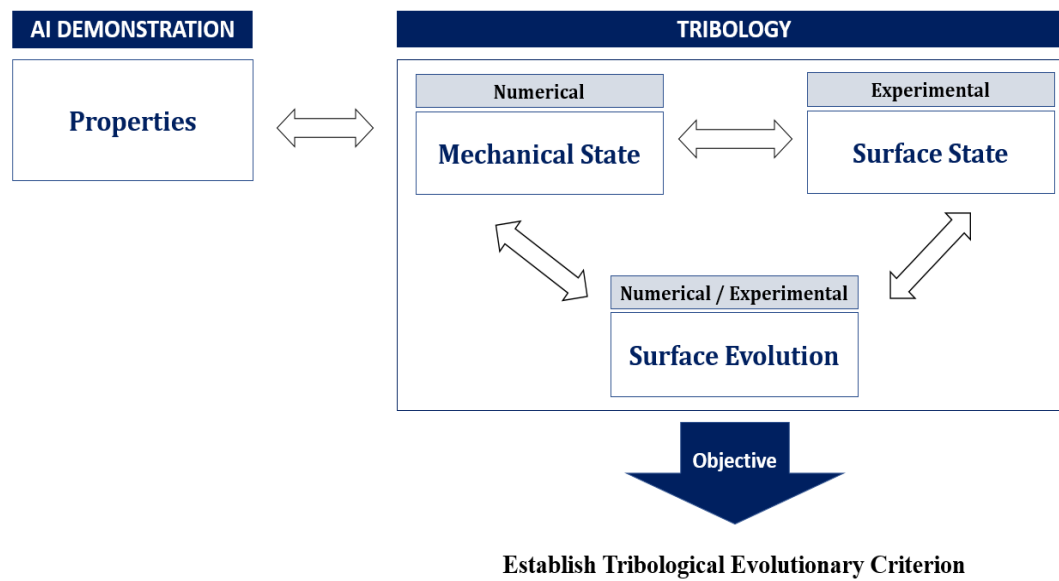 AI DEMONSTRATION
Properties
TRIBOLOGY
Numerical
Mechanical State
Experimental
Surface State
Numerical / Experimental
Surface Evolution
Objective
Establish Tribological Evolutionary Criterion